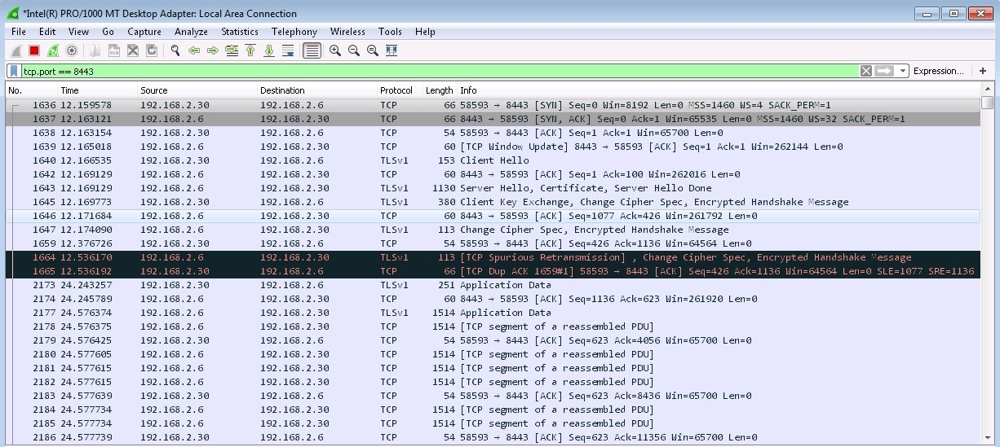 *Intel(R) PRO/1000 MT Desktop Adapter: Local Area Connection
File Edit View Go Capture Analyze Statistics Telephony Wireless Tools Help
tcp.port == 8443 Expression... +
No. Time Source Destination Protocol Length Info
1636 12.159578 192.168.2.30 192.168.2.6 TCP 66 58593 → 8443 [SYN] Seq=0 Win=8192 Len=0 MSS=1460 WS=4 SACK_PERM=1
1637 12.163121 192.168.2.6 192.168.2.30 TCP 66 8443 → 58593 [SYN, ACK] Seq=0 Ack=1 Win=65535 Len=0 MSS=1460 WS=32 SACK_PERM=1
1638 12.163154 192.168.2.30 192.168.2.6 TCP 54 58593 → 8443 [ACK] Seq=1 Ack=1 Win=65700 Len=0
1639 12.165018 192.168.2.6 192.168.2.30 TCP 60 [TCP Window Update] 8443 → 58593 [ACK] Seq=1 Ack=1 Win=262144 Len=0
1640 12.166535 192.168.2.30 192.168.2.6 TLSv1 153 Client Hello
1642 12.169129 192.168.2.6 192.168.2.30 TCP 60 8443 → 58593 [ACK] Seq=1 Ack=100 Win=262016 Len=0
1643 12.169129 192.168.2.6 192.168.2.30 TLSv1 1130 Server Hello, Certificate, Server Hello Done
1645 12.169773 192.168.2.30 192.168.2.6 TLSv1 380 Client Key Exchange, Change Cipher Spec, Encrypted Handshake Message
1646 12.171684 192.168.2.6 192.168.2.30 TCP 60 8443 → 58593 [ACK] Seq=1077 Ack=426 Win=261792 Len=0
1647 12.174090 192.168.2.6 192.168.2.30 TLSv1 113 Change Cipher Spec, Encrypted Handshake Message
1659 12.376726 192.168.2.30 192.168.2.6 TCP 54 58593 → 8443 [ACK] Seq=426 Ack=1136 Win=64564 Len=0
1664 12.536170 192.168.2.6 192.168.2.30 TLSv1 113 [TCP Spurious Retransmission] , Change Cipher Spec, Encrypted Handshake Message
1665 12.536192 192.168.2.30 192.168.2.6 TCP 66 [TCP Dup ACK 1659#1] 58593 → 8443 [ACK] Seq=426 Ack=1136 Win=64564 Len=0 SLE=1077 SRE=1136
2173 24.243257 192.168.2.30 192.168.2.6 TLSv1 251 Application Data
2174 24.245789 192.168.2.6 192.168.2.30 TCP 60 8443 → 58593 [ACK] Seq=1136 Ack=623 Win=261920 Len=0
2177 24.576374 192.168.2.6 192.168.2.30 TLSv1 1514 Application Data
2178 24.576375 192.168.2.6 192.168.2.30 TCP 1514 [TCP segment of a reassembled PDU]
2179 24.576425 192.168.2.30 192.168.2.6 TCP 54 58593 → 8443 [ACK] Seq=623 Ack=4056 Win=65700 Len=0
2180 24.577605 192.168.2.6 192.168.2.30 TCP 1514 [TCP segment of a reassembled PDU]
2181 24.577615 192.168.2.6 192.168.2.30 TCP 1514 [TCP segment of a reassembled PDU]
2182 24.577615 192.168.2.6 192.168.2.30 TCP 1514 [TCP segment of a reassembled PDU]
2183 24.577639 192.168.2.30 192.168.2.6 TCP 54 58593 → 8443 [ACK] Seq=623 Ack=8436 Win=65700 Len=0
2184 24.577734 192.168.2.6 192.168.2.30 TCP 1514 [TCP segment of a reassembled PDU]
2185 24.577734 192.168.2.6 192.168.2.30 TCP 1514 [TCP segment of a reassembled PDU]
2186 24.577739 192.168.2.30 192.168.2.6 TCP 54 58593 → 8443 [ACK] Seq=623 Ack=11356 Win=65700 Len=0